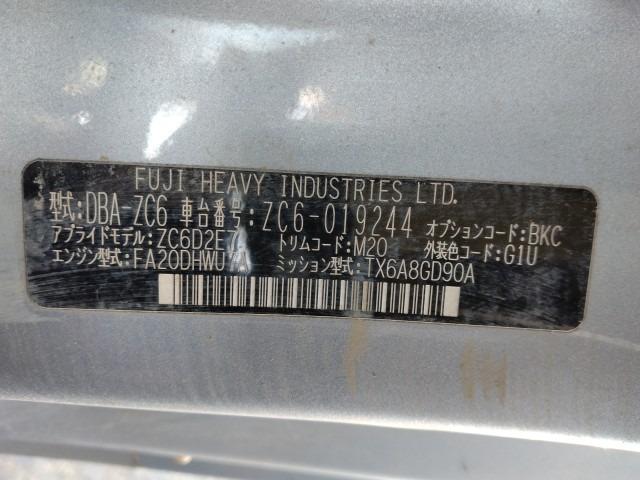 FUJI HEAVY INDUSTRIES LTD.
型式:DBA-ZC6 車台番号:ZC6-019244 オプションコード:BKC
アプライドモデル:ZC6D2E7 トリムコード:M20 外装色コード:G1U
エンジン型式:FA20DHWU7A ミッション型式:TX6A8GD90A